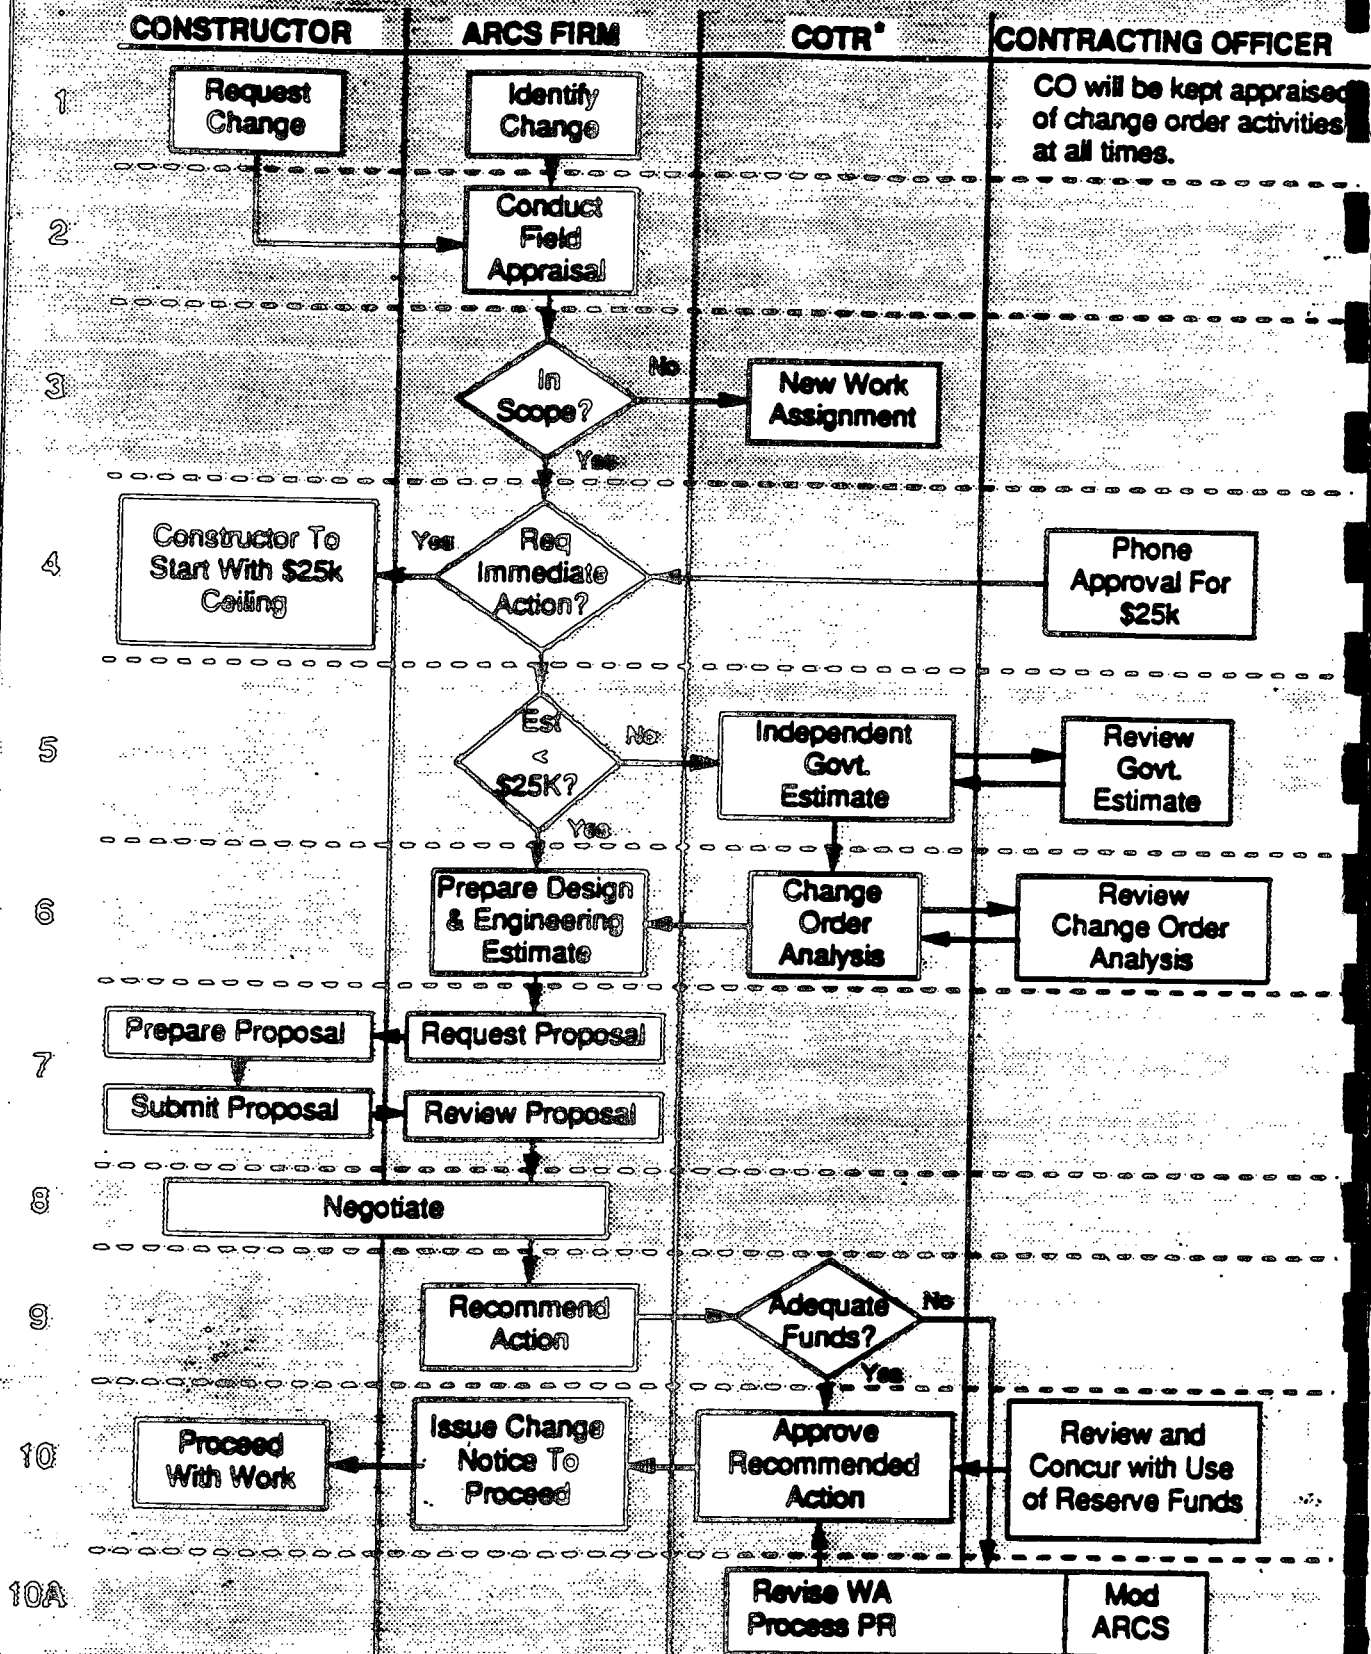 CONSTRUCTOR ARCS FIRM COTR* CONTRACTING OFFICER
1
Request
Change
Identify
Change
CO will be kept appraised
of change order activities
at all times.
2
Conduct
Field
Appraisal
3
In
Scope?
No
New Work
Assignment
Yes
4
Constructor To
Start With $25k
Ceiling
Yes
Req
Immediate
Action?
Phone
Approval For
$25k
5
Est
<
$25K?
No
Independent
Govt.
Estimate
Review
Govt.
Estimate
Yes
6
Prepare Design
& Engineering
Estimate
Change
Order
Analysis
Review
Change Order
Analysis
7
Prepare Proposal
Request Proposal
Submit Proposal
Review Proposal
8
Negotiate
9
Recommend
Action
Adequate
Funds?
No
Yes
10
Proceed
With Work
Issue Change
Notice To
Proceed
Approve
Recommended
Action
Review and
Concur with Use
of Reserve Funds
10A
Revise WA
Process PR
Mod
ARCS